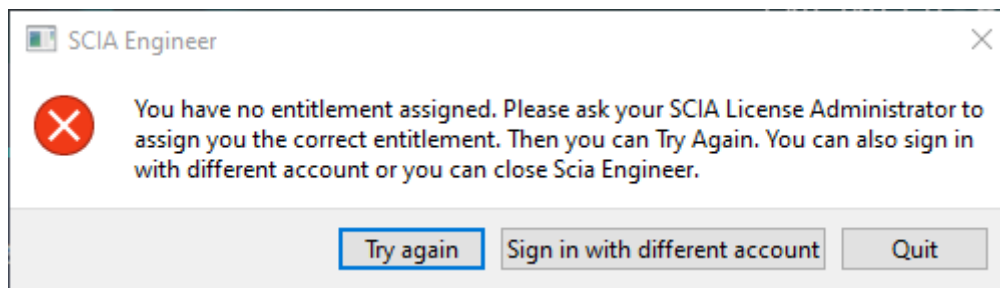 SCIA Engineer
You have no entitlement assigned. Please ask your SCIA License Administrator to
assign you the correct entitlement. Then you can Try Again. You can also sign in
with different account or you can close Scia Engineer.
Try again
Sign in with different account
Quit